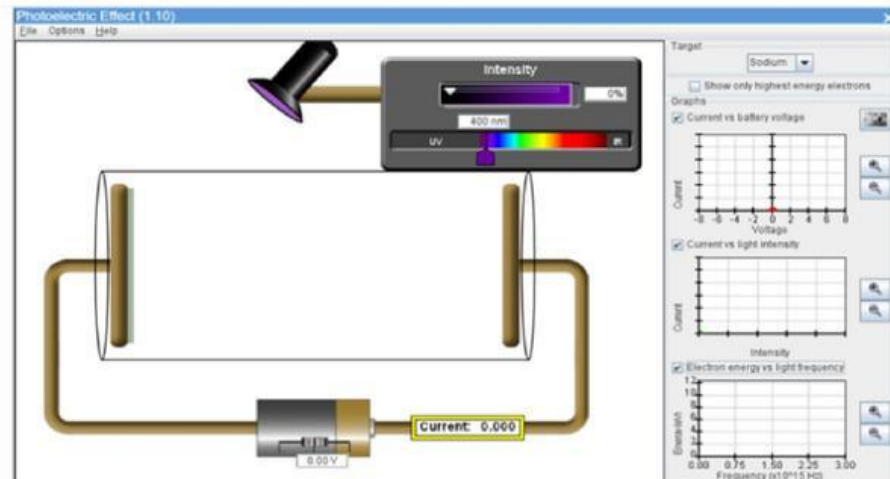 Photoelectric Effect (1.10)
File Options Help
Intensity
0%
400 nm
UV
IR
Current: 0.000
0.00 V
Target
Sodium
Show only highest energy electrons
Graphs
Current vs battery voltage
Current
-8 -6 -4 -2 0 2 4 6 8
Voltage
Current vs light intensity
Current
Intensity
Electron energy vs light frequency
12
10
8
6
4
2
0
Energy (eV)
0.00 0.75 1.50 2.25 3.00
Frequency (x10^15 Hz)